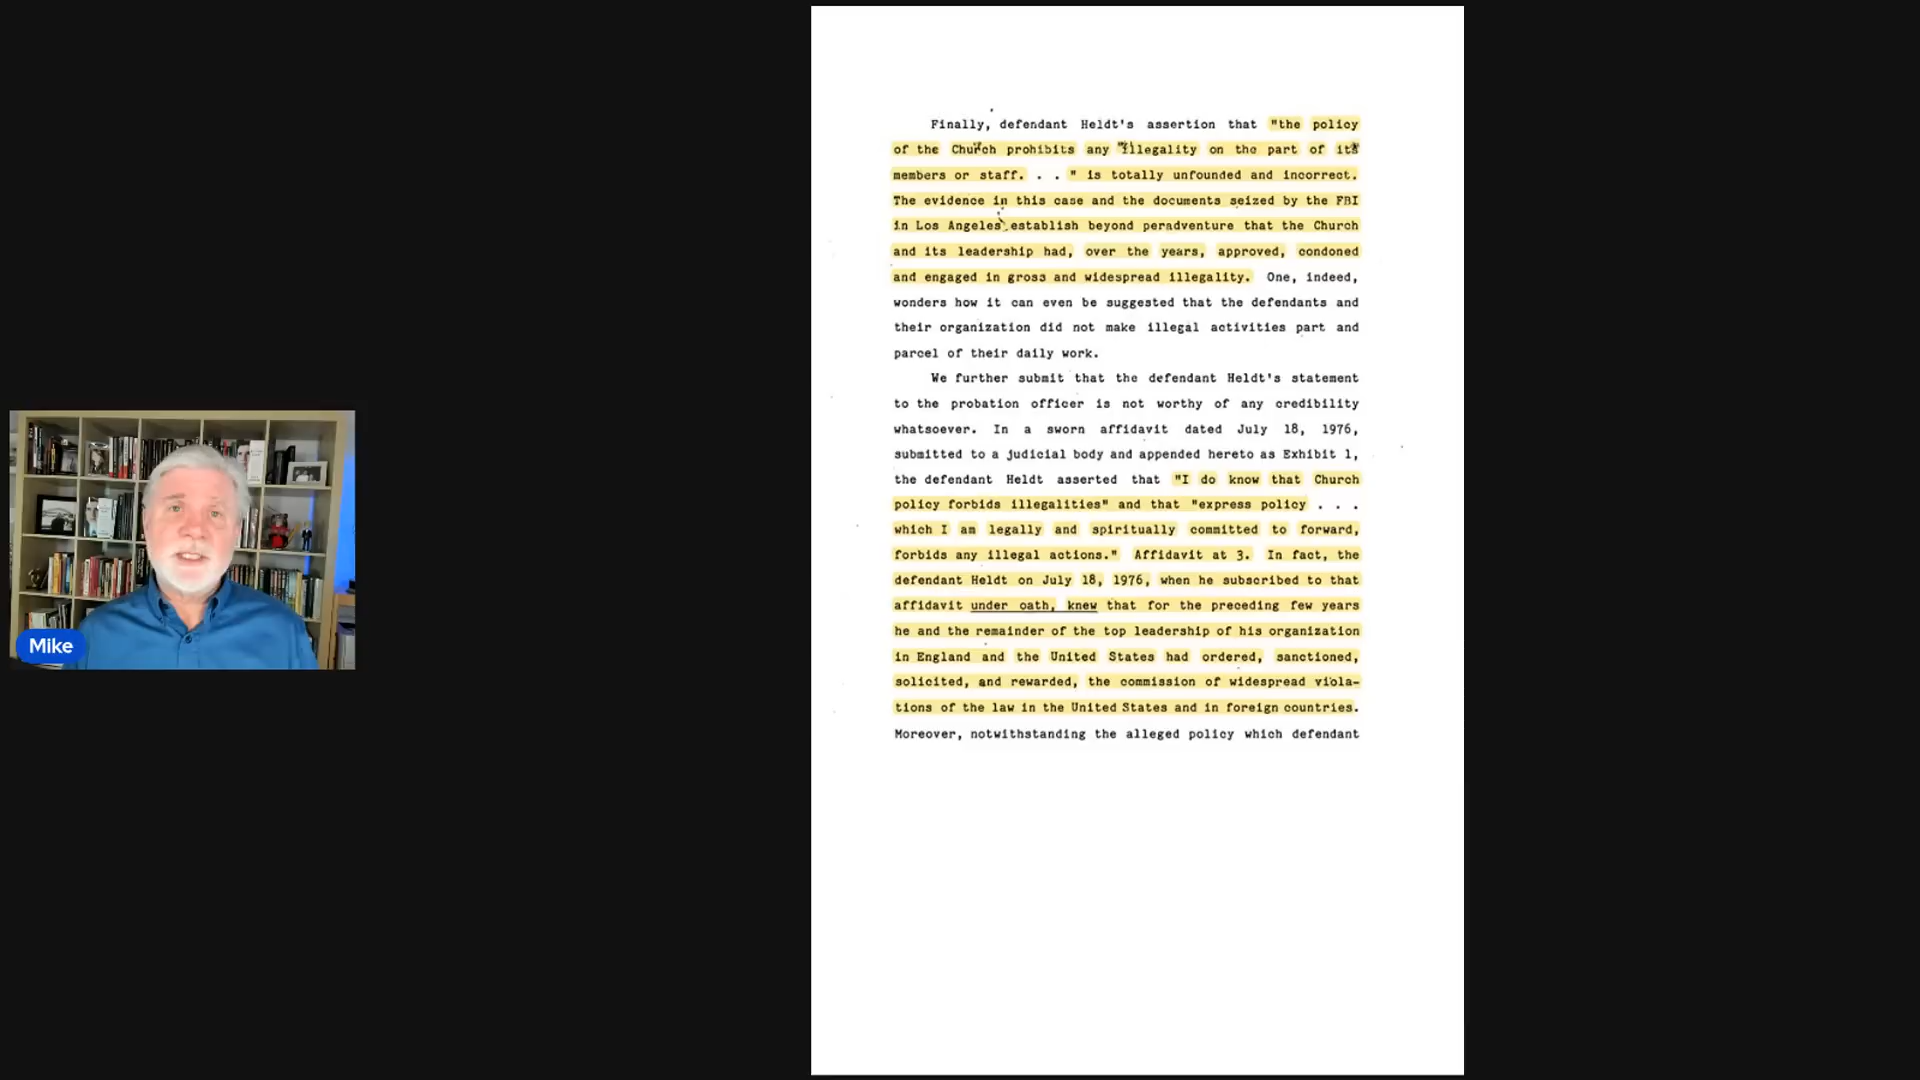 Finally, defendant Heldt's assertion that "the policy
of the Church prohibits any illegality on the part of its
members or staff. . . " is totally unfounded and incorrect.
The evidence in this case and the documents seized by the FBI
in Los Angeles establish beyond peradventure that the Church
and its leadership had, over the years, approved, condoned
and engaged in gross and widespread illegality. One, indeed,
wonders how it can even be suggested that the defendants and
their organization did not make illegal activities part and
parcel of their daily work.
We further submit that the defendant Heldt's statement
to the probation officer is not worthy of any credibility
whatsoever. In a sworn affidavit dated July 18, 1976,
submitted to a judicial body and appended hereto as Exhibit 1,
the defendant Heldt asserted that "I do know that Church
policy forbids illegalities" and that "express policy . . .
which I am legally and spiritually committed to forward,
forbids any illegal actions." Affidavit at 3. In fact, the
defendant Heldt on July 18, 1976, when he subscribed to that
affidavit under oath, knew that for the preceding few years
he and the remainder of the top leadership of his organization
in England and the United States had ordered, sanctioned,
solicited, and rewarded, the commission of widespread viola-
tions of the law in the United States and in foreign countries.
Moreover, notwithstanding the alleged policy which defendant
Mike